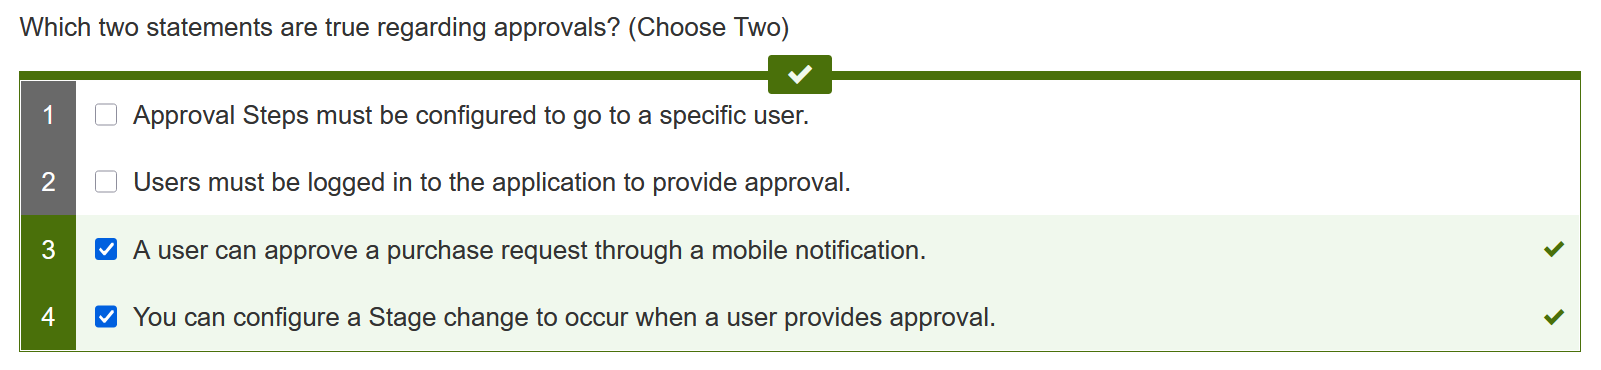 Which two statements are true regarding approvals? (Choose Two)
1 Approval Steps must be configured to go to a specific user.
2 Users must be logged in to the application to provide approval.
3 A user can approve a purchase request through a mobile notification.
4 You can configure a Stage change to occur when a user provides approval.